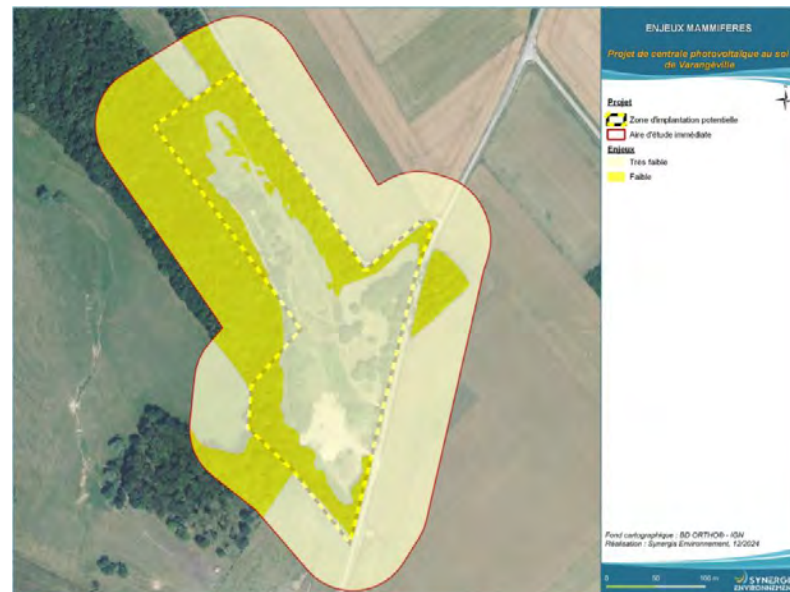 ENJEUX MAMMIFERES
Projet de centrale photovoltaïque au sol
de Varangéville
Projet
Zone d'implantation potentielle
Aire d'étude immédiate
Enjeux
Très faible
Faible
Fond cartographique : BD ORTHO® - IGN
Réalisation : Synergis Environnement, 12/2024
0 50 100 m
SYNERGIS
ENVIRONNEMENT